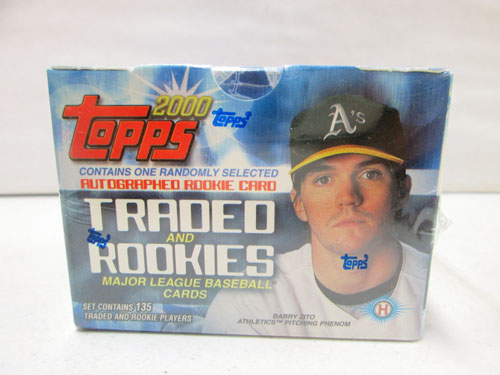 2000
topps
topps
CONTAINS ONE RANDOMLY SELECTED
AUTOGRAPHED ROOKIE CARD
TRADED
AND
ROOKIES
MAJOR LEAGUE BASEBALL
CARDS
SET CONTAINS 135
TRADED AND ROOKIE PLAYERS
A's
topps
topps
H
BARRY ZITO
ATHLETICS™ PITCHING PHENOM